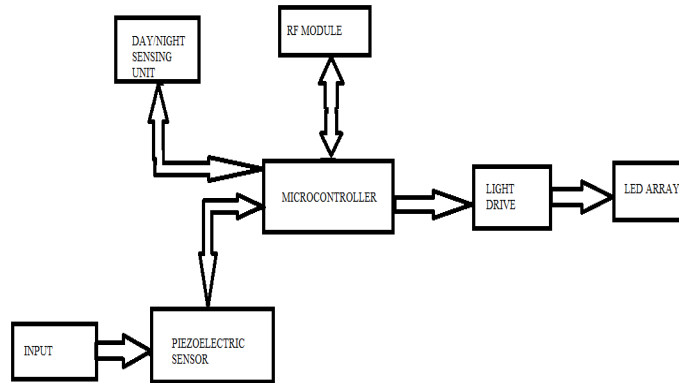 DAY/NIGHT
SENSING
UNIT
RF MODULE
MICROCONTROLLER
LIGHT
DRIVE
LED ARRAY
INPUT
PIEZOELECTRIC
SENSOR